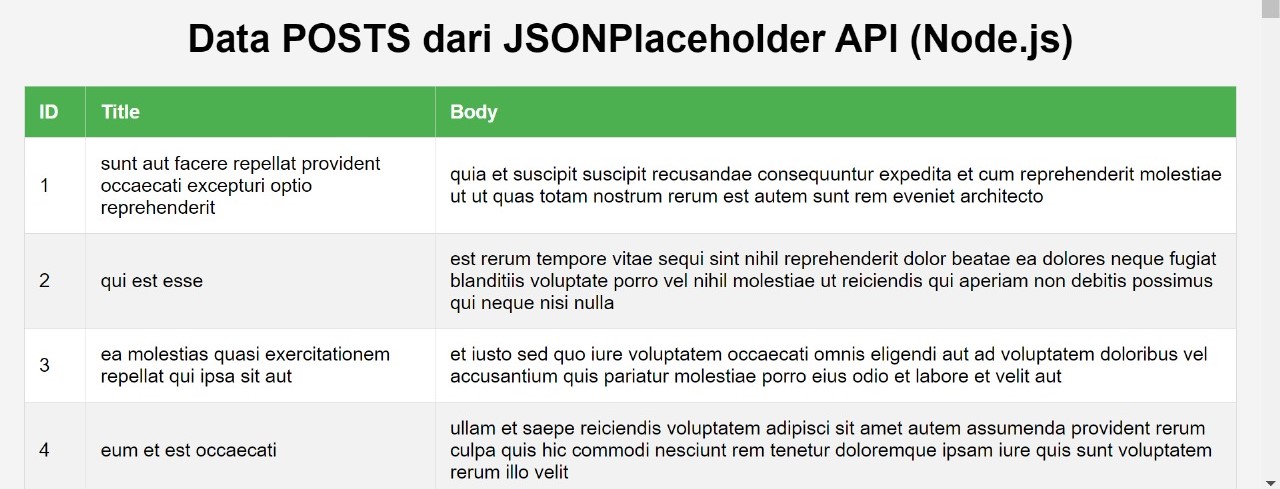 Data POSTS dari JSONPlaceholder API (Node.js)
ID Title Body
1
sunt aut facere repellat provident
occaecati excepturi optio
reprehenderit
quia et suscipit suscipit recusandae consequuntur expedita et cum reprehenderit molestiae
ut ut quas totam nostrum rerum est autem sunt rem eveniet architecto
2
qui est esse
est rerum tempore vitae sequi sint nihil reprehenderit dolor beatae ea dolores neque fugiat
blanditiis voluptate porro vel nihil molestiae ut reiciendis qui aperiam non debitis possimus
qui neque nisi nulla
3
ea molestias quasi exercitationem
repellat qui ipsa sit aut
et iusto sed quo iure voluptatem occaecati omnis eligendi aut ad voluptatem doloribus vel
accusantium quis pariatur molestiae porro eius odio et labore et velit aut
4
eum et est occaecati
ullam et saepe reiciendis voluptatem adipisci sit amet autem assumenda provident rerum
culpa quis hic commodi nesciunt rem tenetur doloremque ipsam iure quis sunt voluptatem
rerum illo velit